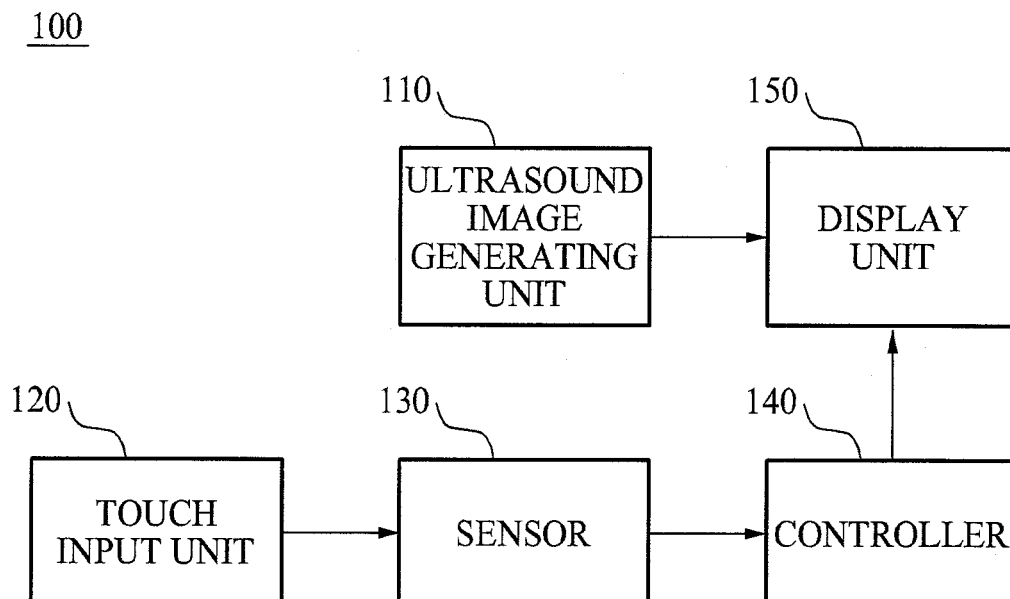 100
110
150
ULTRASOUND
IMAGE
GENERATING
UNIT
DISPLAY
UNIT
120
130
140
TOUCH
INPUT UNIT
SENSOR
CONTROLLER